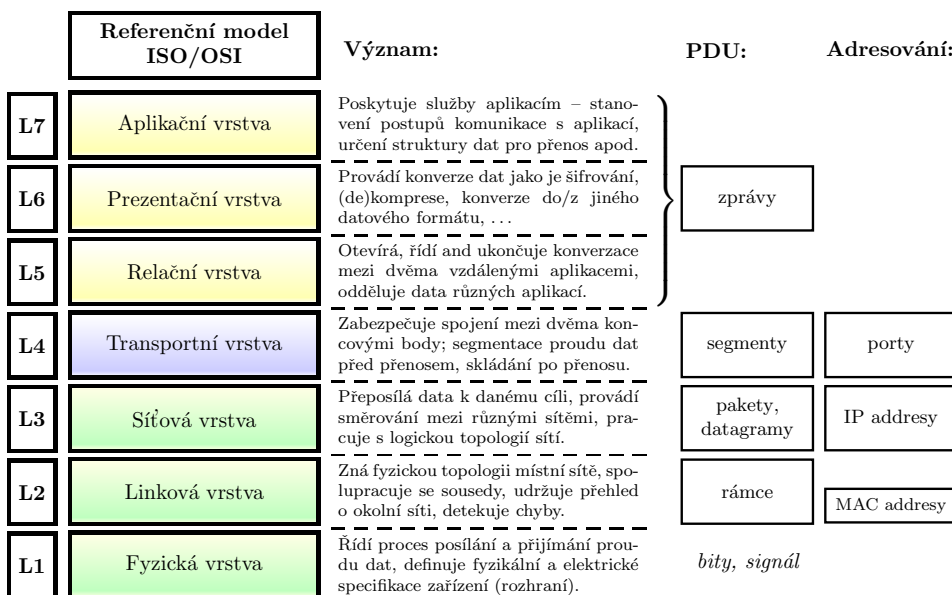 Referenční model
ISO/OSI
Význam:
PDU:
Adresování:
L7
Aplikační vrstva
Poskytuje služby aplikacím – stano-
vení postupů komunikace s aplikací,
určení struktury dat pro přenos apod.
L6
Prezentační vrstva
Provádí konverze dat jako je šifrování,
(de)komprese, konverze do/z jiného
datového formátu, ...
zprávy
L5
Relační vrstva
Otevírá, řídí and ukončuje konverzace
mezi dvěma vzdálenými aplikacemi,
odděluje data různých aplikací.
L4
Transportní vrstva
Zabezpečuje spojení mezi dvěma kon-
covými body; segmentace proudu dat
před přenosem, skládání po přenosu.
segmenty
porty
L3
Síťová vrstva
Přeposílá data k danému cíli, provádí
směrování mezi různými sítěmi, pra-
cuje s logickou topologií sítí.
pakety,
datagramy
IP addresy
L2
Linková vrstva
Zná fyzickou topologii místní sítě, spo-
lupracuje se sousedy, udržuje přehled
o okolní síti, detekuje chyby.
rámce
MAC addresy
L1
Fyzická vrstva
Řídí proces posílání a přijímání prou-
du dat, definuje fyzikální a elektrické
specifikace zařízení (rozhraní).
bity, signál